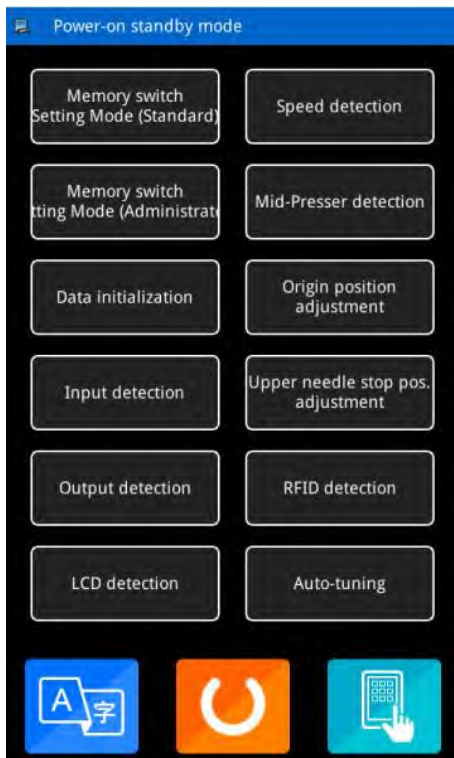 Power-on standby mode
Memory switch
Setting Mode (Standard)
Speed detection
Memory switch
tting Mode (Administrat
Mid-Presser detection
Data initialization
Origin position
adjustment
Input detection
Upper needle stop pos.
adjustment
Output detection
RFID detection
LCD detection
Auto-tuning
A 字